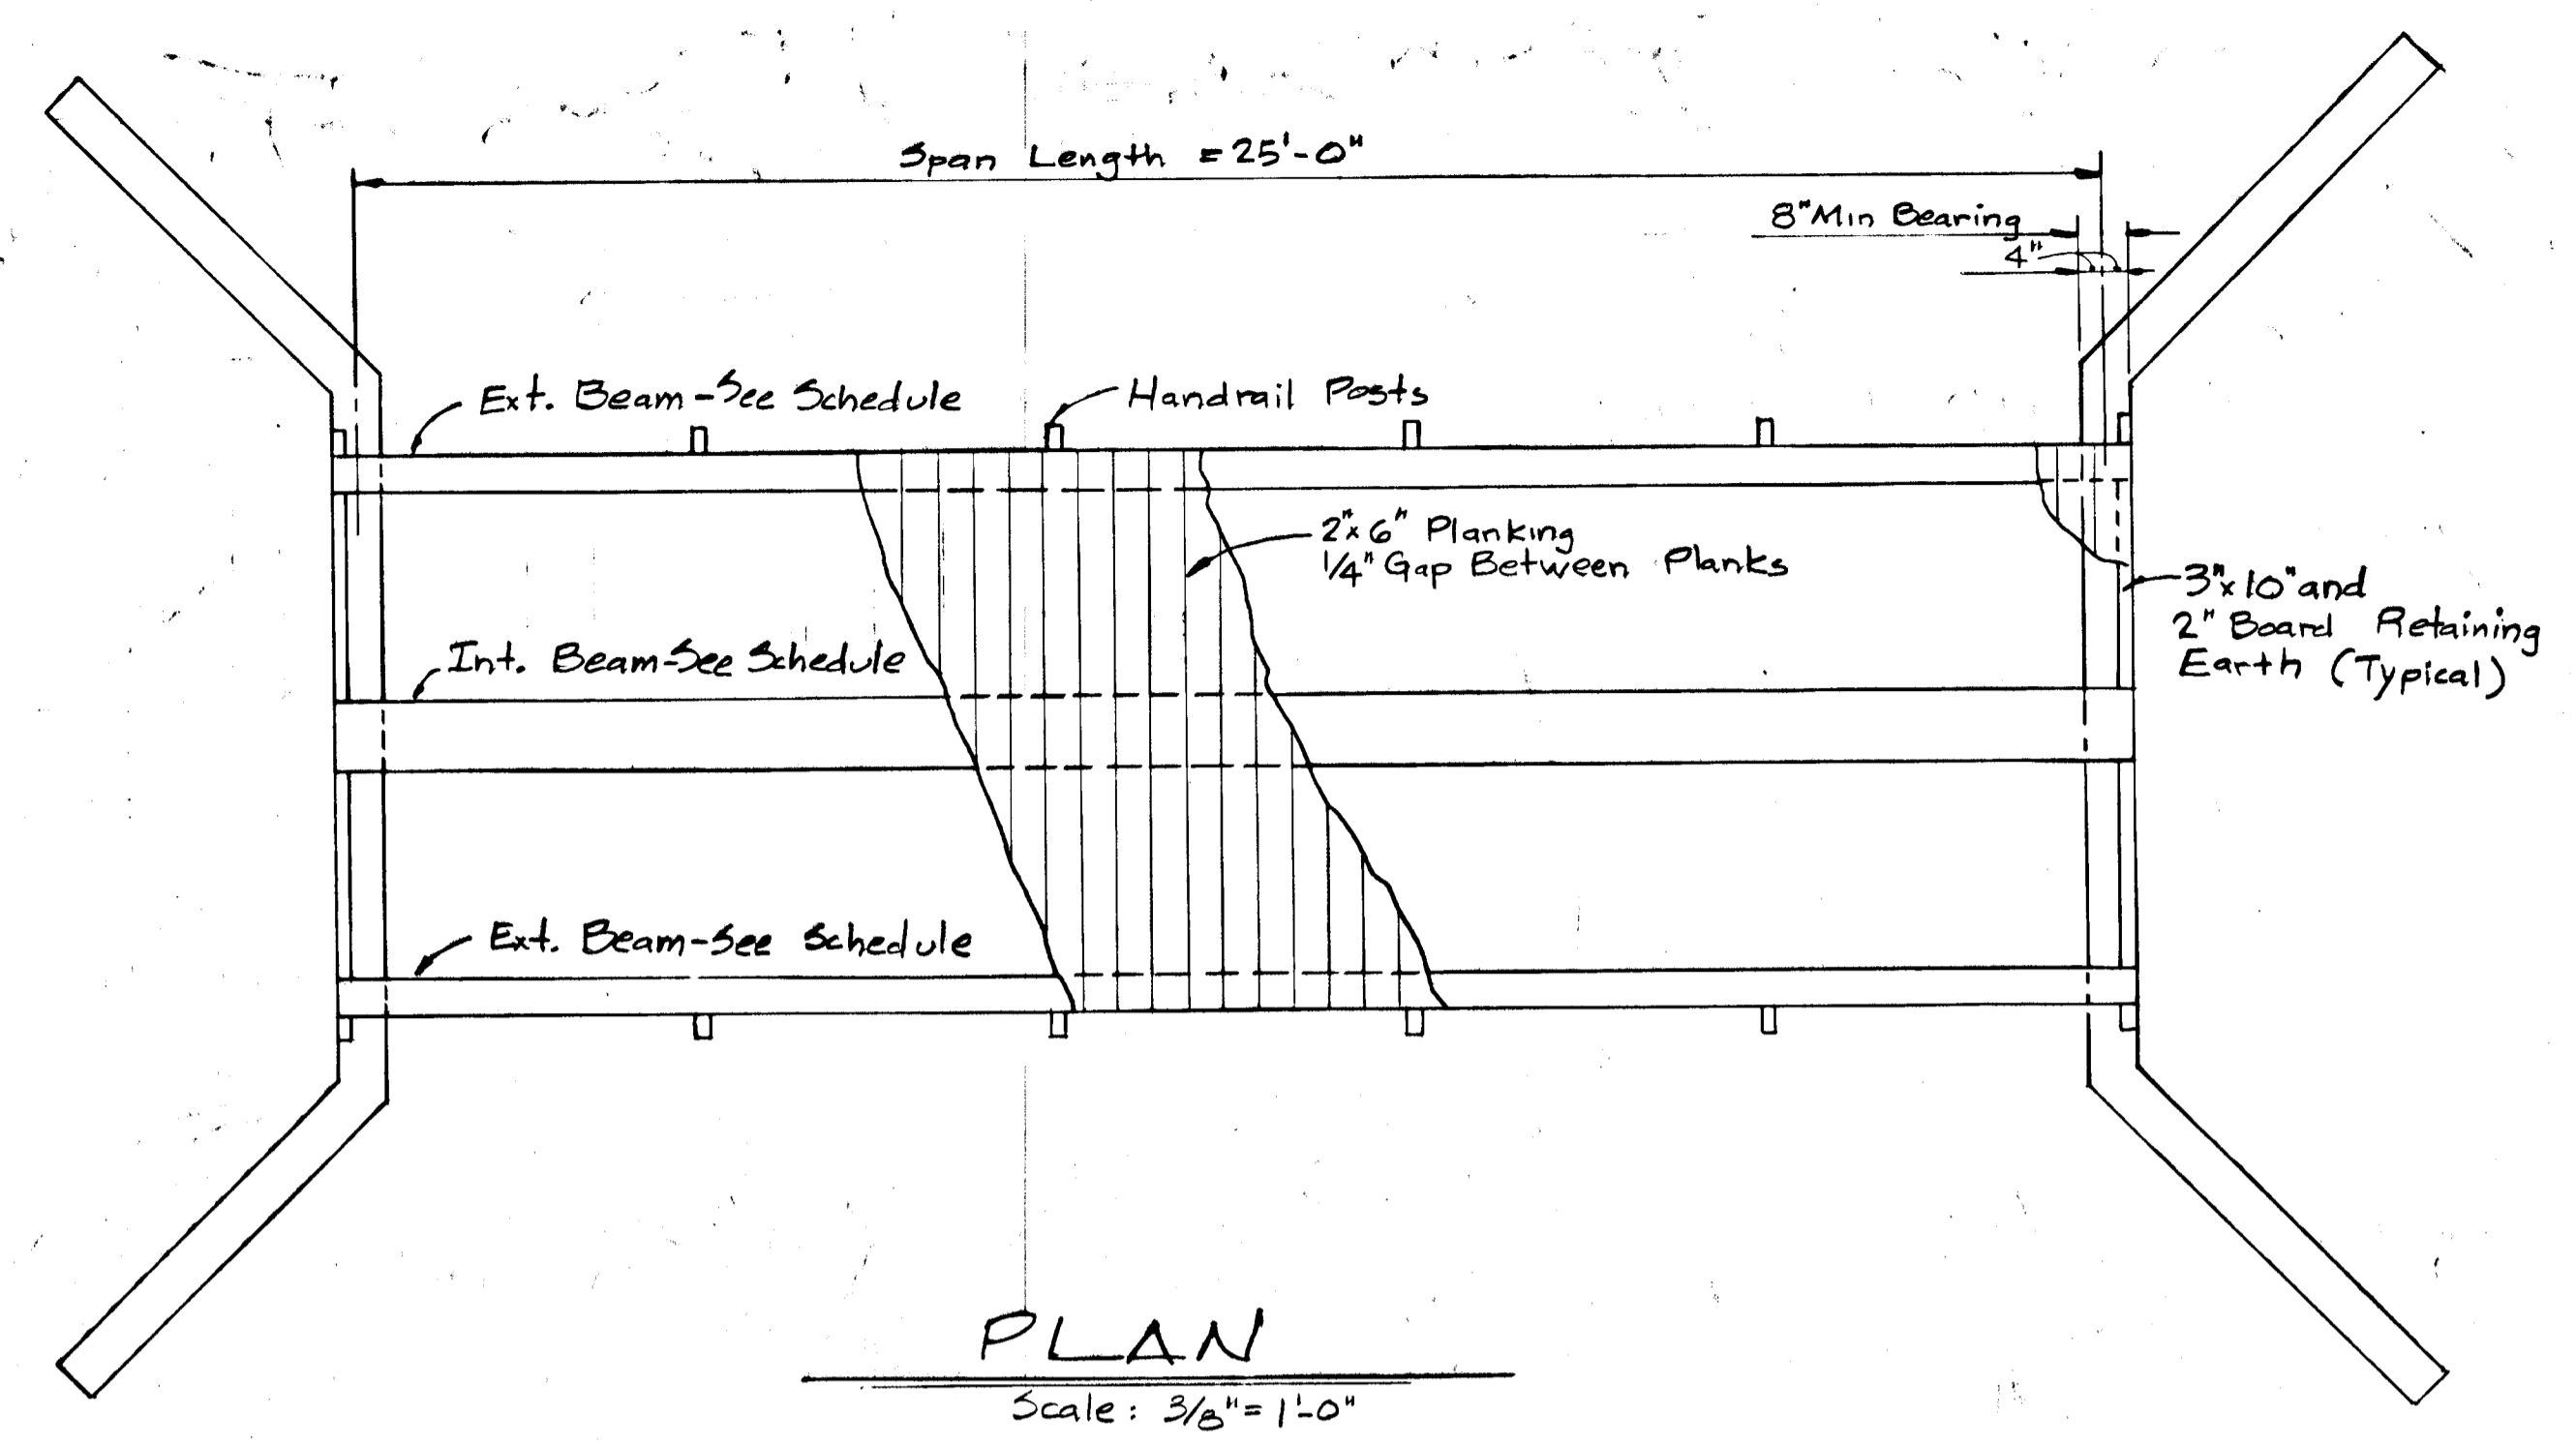 Span Length = 25'-0"
8" Min Bearing
4"
Ext. Beam-See Schedule
Handrail Posts
2"x6" Planking
1/4" Gap Between Planks
3"x10" and
2" Board Retaining
Earth (Typical)
Int. Beam-See Schedule
Ext. Beam-See Schedule
PLAN
Scale: 3/8"=1'-0"